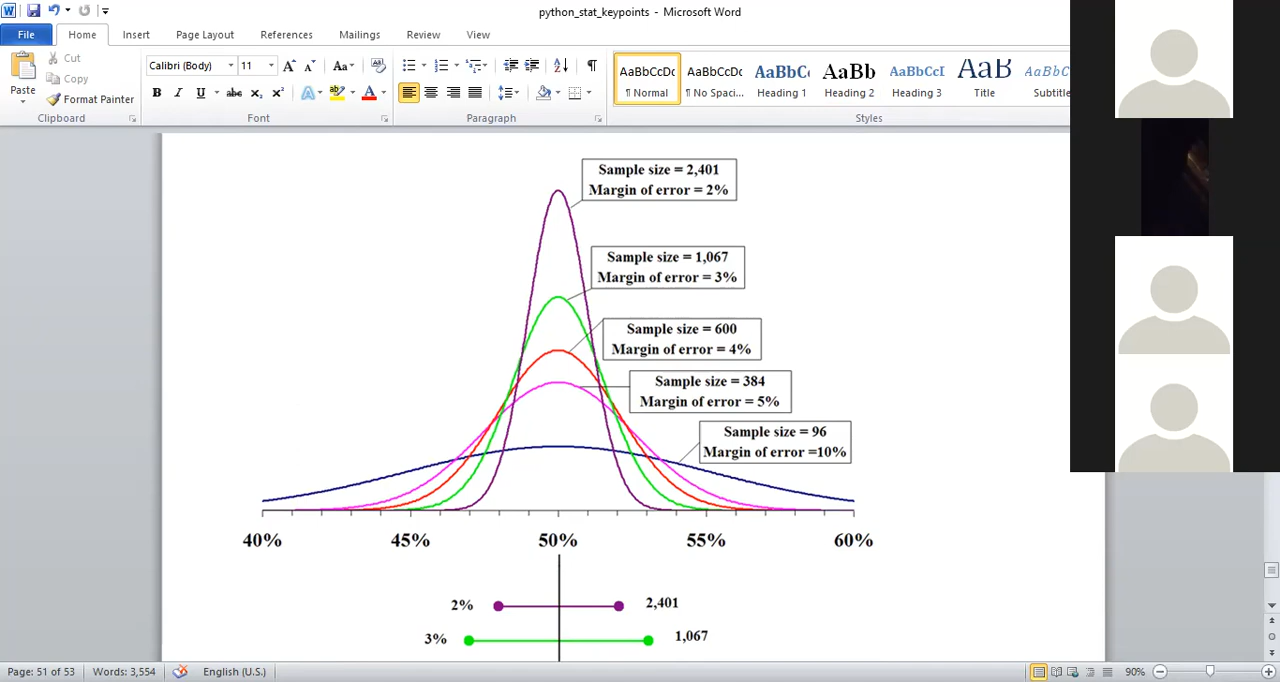 python_stat_keypoints - Microsoft Word
File Home Insert Page Layout References Mailings Review View
Cut
Copy
Paste
Format Painter
Calibri (Body) 11
AaBbCcDc AaBbCcDc AaBbCc AaBb AaBbCcI AaB AaBbCc
¶ Normal ¶ No Spaci... Heading 1 Heading 2 Heading 3 Title Subtitle
Clipboard Font Paragraph Styles
Sample size = 2,401
Margin of error = 2%
Sample size = 1,067
Margin of error = 3%
Sample size = 600
Margin of error = 4%
Sample size = 384
Margin of error = 5%
Sample size = 96
Margin of error =10%
40% 45% 50% 55% 60%
2% 2,401
3% 1,067
Page: 51 of 53 Words: 3,554 English (U.S.) 90%